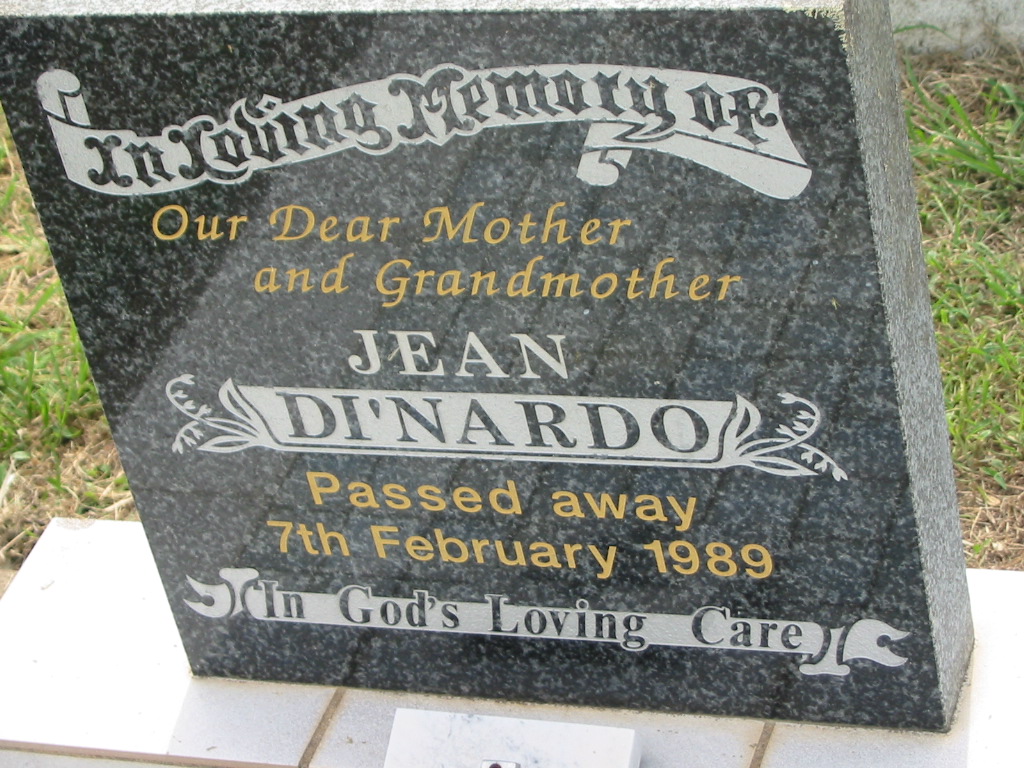 In Loving Memory of
Our Dear Mother
and Grandmother
JEAN
DI'NARDO
Passed away
7th February 1989
In God's Loving Care